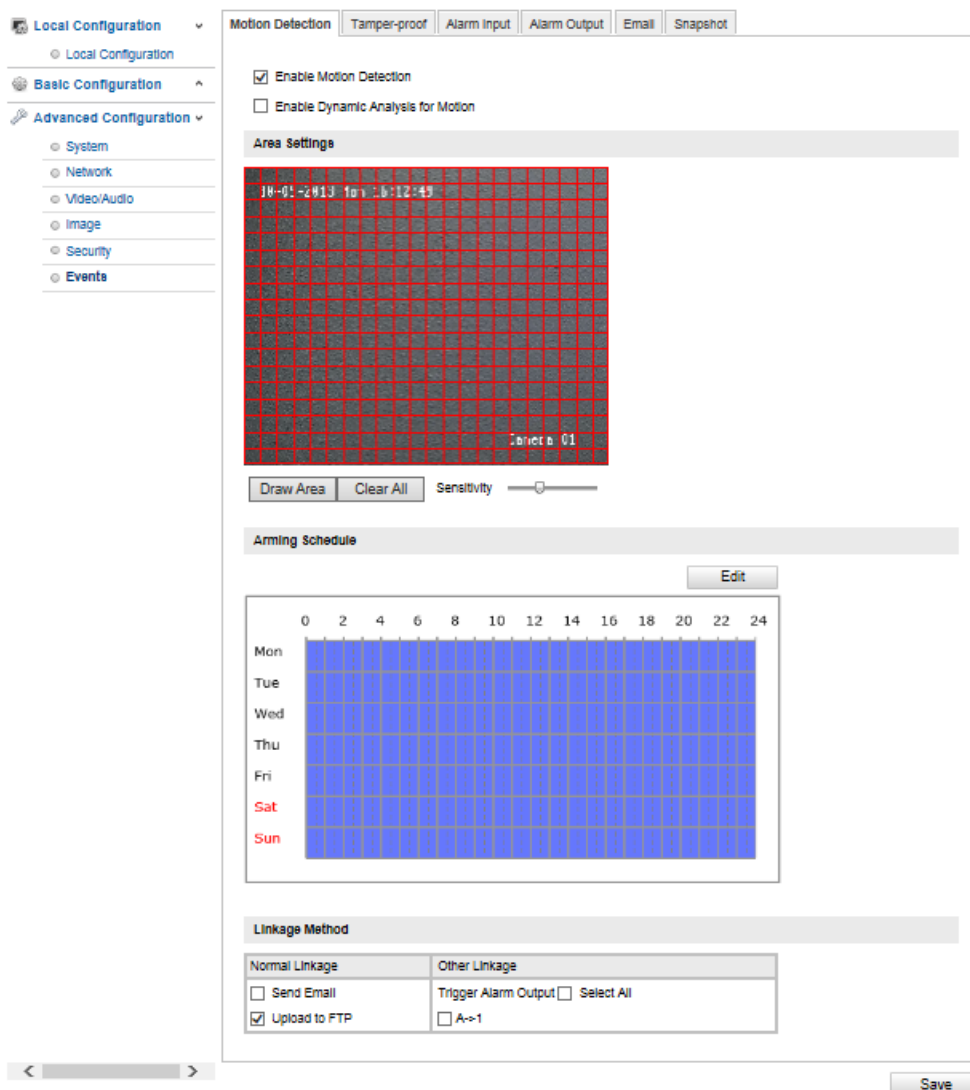 Local Configuration
Local Configuration
Basic Configuration
Advanced Configuration
System
Network
Video/Audio
Image
Security
Events
Motion Detection Tamper-proof Alarm Input Alarm Output Email Snapshot
Enable Motion Detection
Enable Dynamic Analysis for Motion
Area Settings
Camera 01
Draw Area Clear All Sensitivity
Arming Schedule
Edit
0 2 4 6 8 10 12 14 16 18 20 22 24
Mon
Tue
Wed
Thu
Fri
Sat
Sun
Linkage Method
Normal Linkage Other Linkage
Send Email Trigger Alarm Output Select All
Upload to FTP A->1
Save